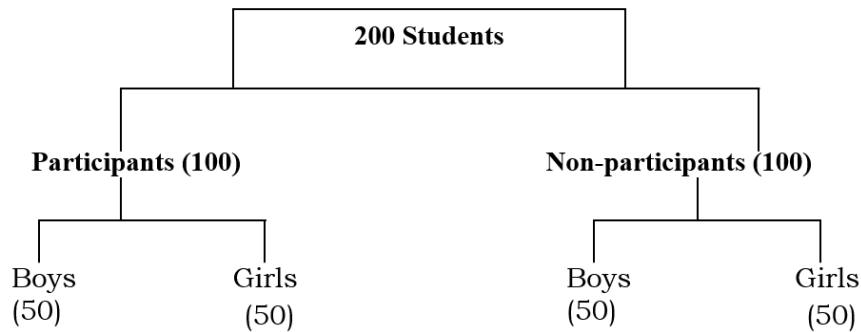 200 Students
Participants (100)
Non-participants (100)
Boys
(50)
Girls
(50)
Boys
(50)
Girls
(50)